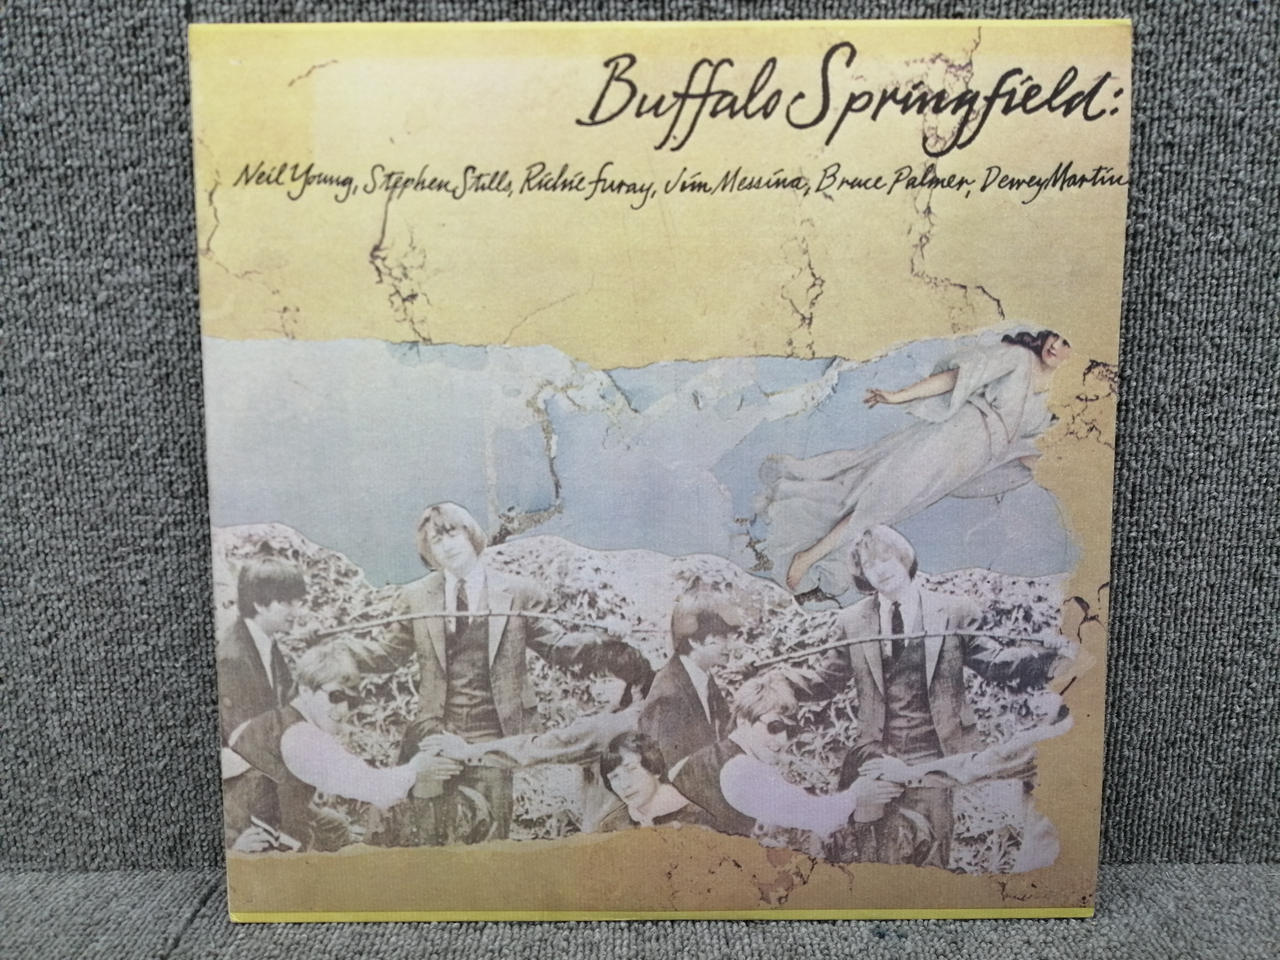 Buffalo Springfield:
Neil Young, Stephen Stills, Richie Furay, Jim Messina, Bruce Palmer, Dewey Martin